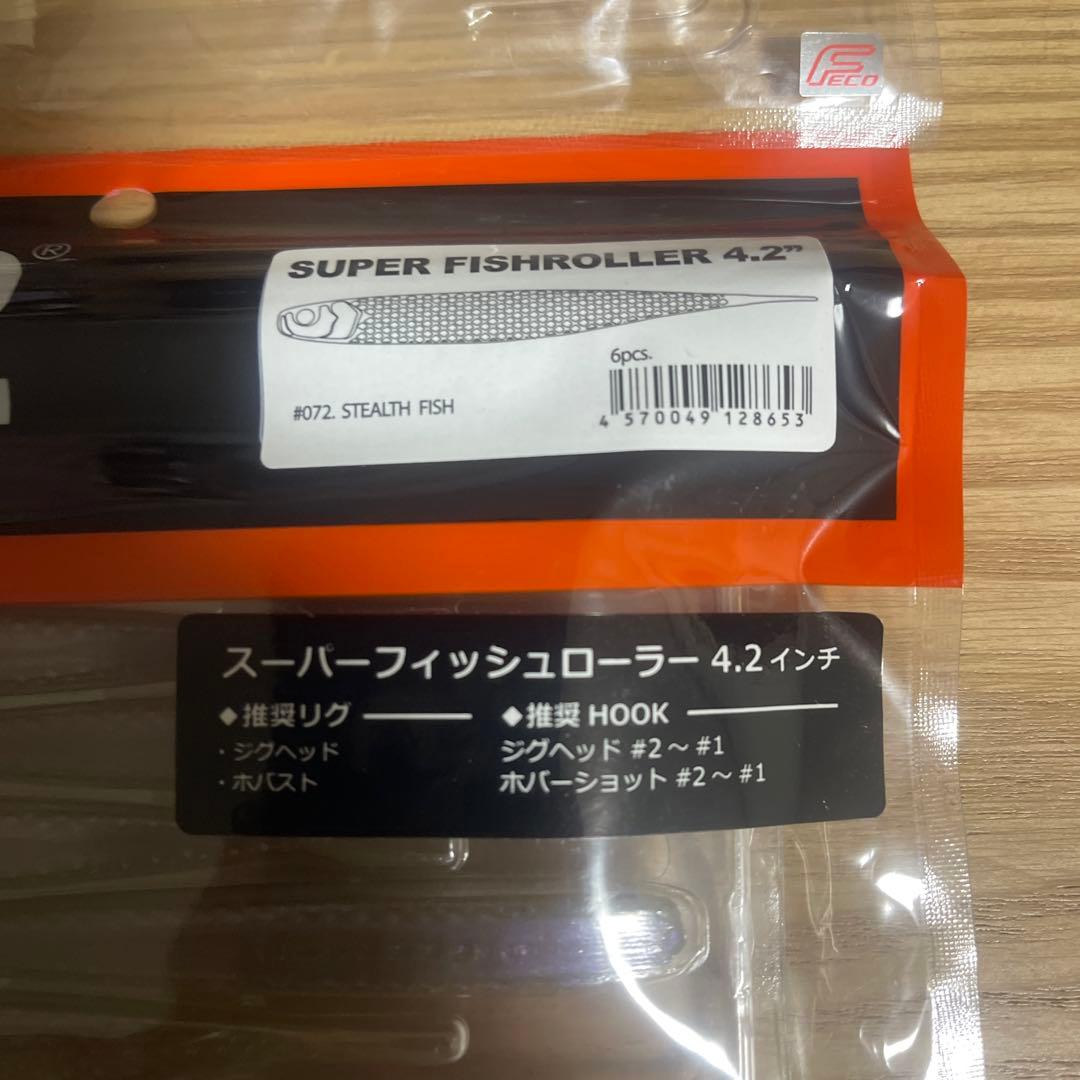 FECO
®
SUPER FISHROLLER 4.2”
6pcs.
#072. STEALTH FISH
4 570049 128653
スーパーフィッシュローラー 4.2インチ
◆推奨リグ
・ジグヘッド
・ホバスト
◆推奨 HOOK
ジグヘッド #2～#1
ホバーショット #2～#1